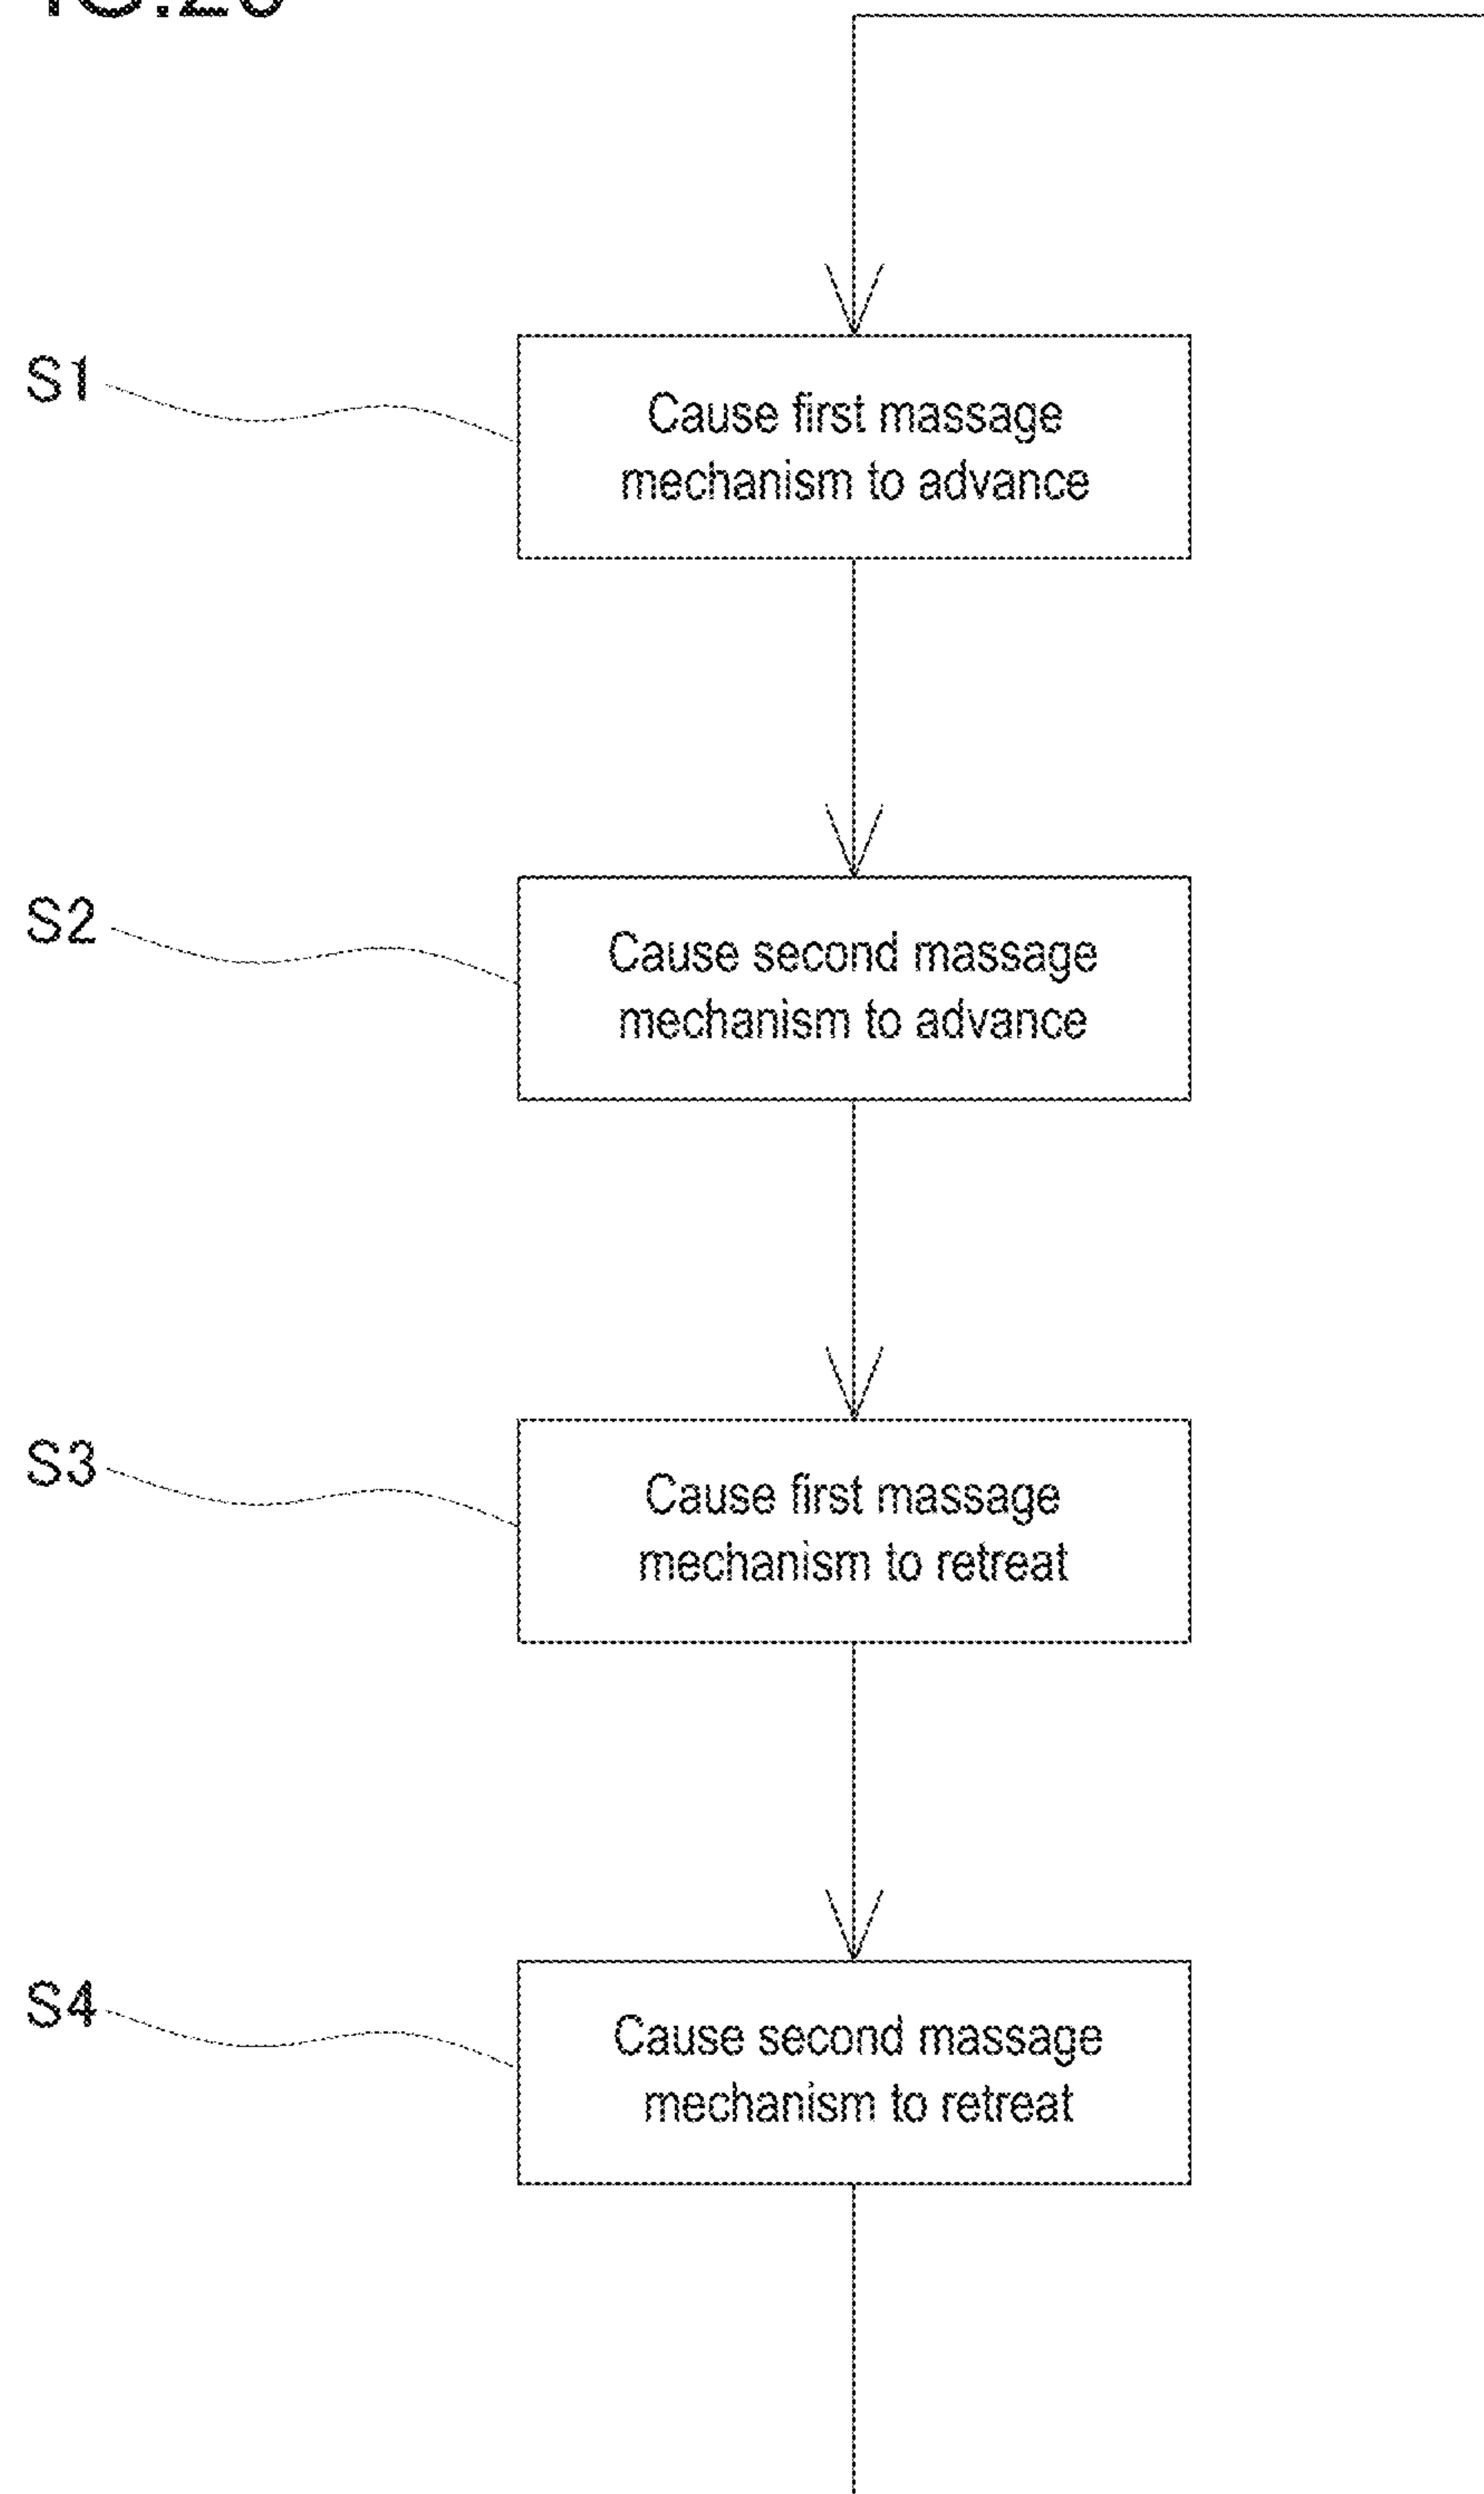 S1
Cause first massage
mechanism to advance
S2
Cause second massage
mechanism to advance
S3
Cause first massage
mechanism to retreat
S4
Cause second massage
mechanism to retreat